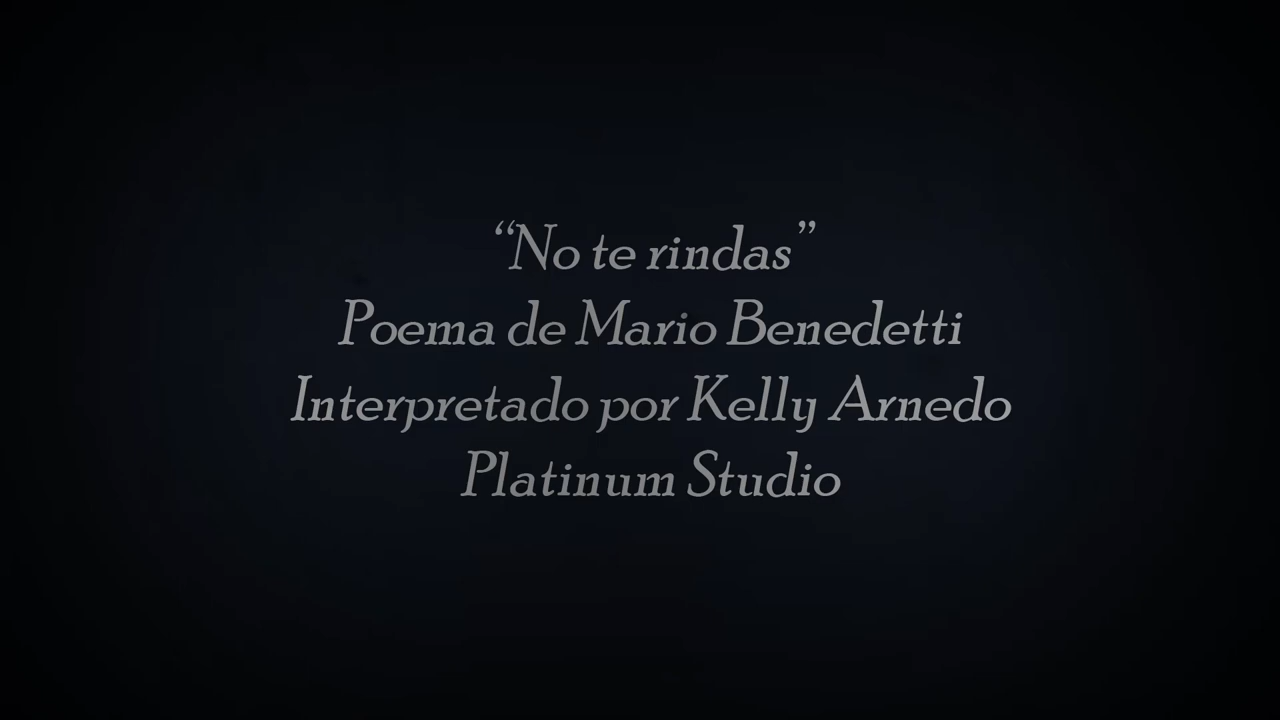 “No te rindas”
Poema de Mario Benedetti
Interpretado por Kelly Arnedo
Platinum Studio